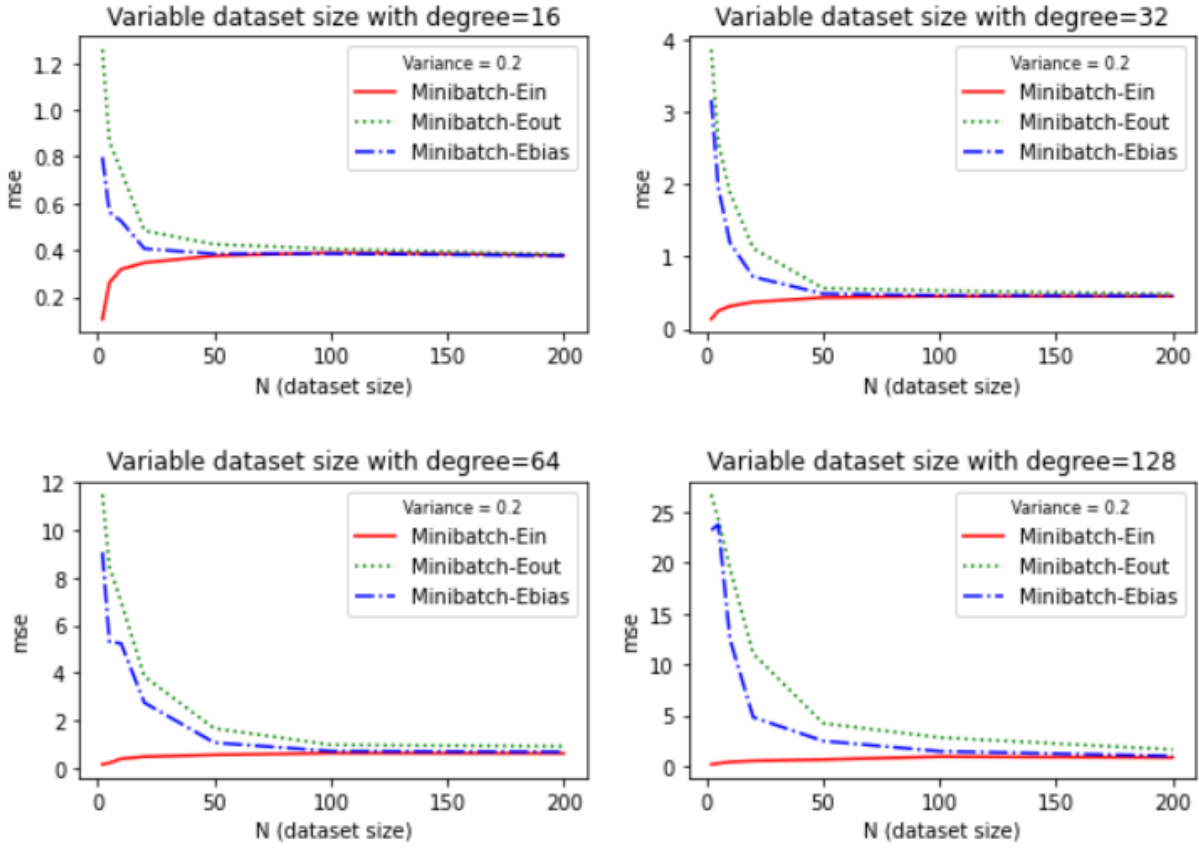 Variable dataset size with degree=16
1.2
1.0
0.8
0.6
0.4
0.2
mse
Variance = 0.2
Minibatch-Ein
Minibatch-Eout
Minibatch-Ebias
0
50
100
150
200
N (dataset size)
Variable dataset size with degree=32
4
3
2
1
0
mse
Variance = 0.2
Minibatch-Ein
Minibatch-Eout
Minibatch-Ebias
0
50
100
150
200
N (dataset size)
Variable dataset size with degree=64
12
10
8
6
4
2
0
mse
Variance = 0.2
Minibatch-Ein
Minibatch-Eout
Minibatch-Ebias
0
50
100
150
200
N (dataset size)
Variable dataset size with degree=128
25
20
15
10
5
0
mse
Variance = 0.2
Minibatch-Ein
Minibatch-Eout
Minibatch-Ebias
0
50
100
150
200
N (dataset size)